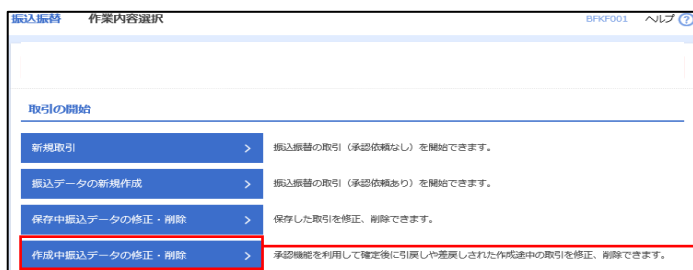 振込振替 作業内容選択 BFKF001 ヘルプ ?
取引の開始
新規取引 > 振込振替の取引（承認依頼なし）を開始できます。
振込データの新規作成 > 振込振替の取引（承認依頼あり）を開始できます。
保存中振込データの修正・削除 > 保存した取引を修正、削除できます。
作成中振込データの修正・削除 > 承認機能を利用して確定後に引戻しや差戻しされた作成途中の取引を修正、削除できます。